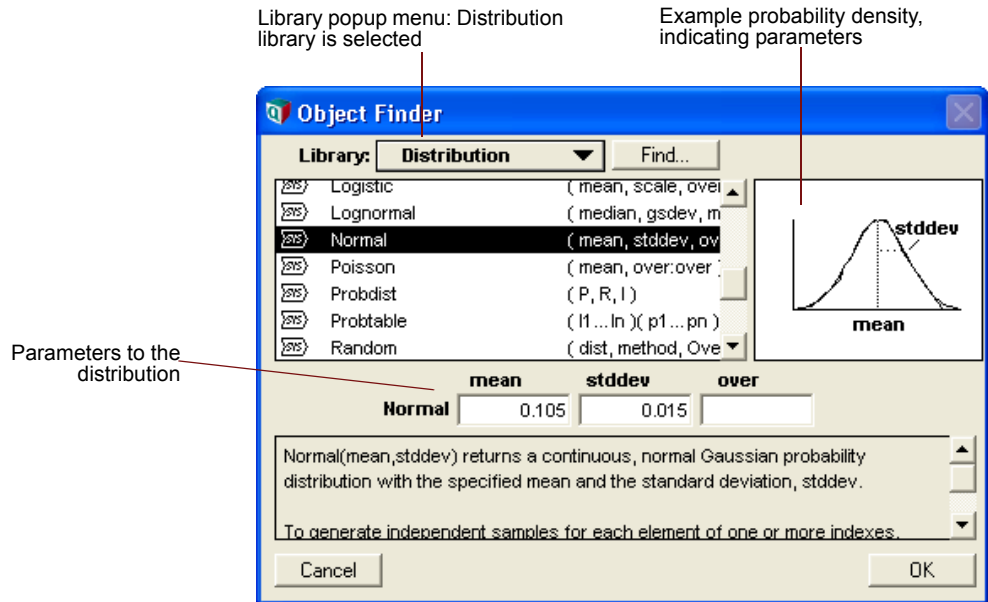 Library popup menu: Distribution
library is selected
Example probability density,
indicating parameters
Object Finder
Library: Distribution Find...
Logistic ( mean, scale, over
Lognormal ( median, gsdev, m
Normal ( mean, stddev, ov
Poisson ( mean, over:over )
Probdist ( P, R, I )
Probtable ( I1...In )( p1...pn )
Random ( dist, method, Ove
stddev
mean
Parameters to the
distribution
mean stddev over
Normal 0.105 0.015
Normal(mean,stddev) returns a continuous, normal Gaussian probability
distribution with the specified mean and the standard deviation, stddev.
To generate independent samples for each element of one or more indexes,
Cancel OK